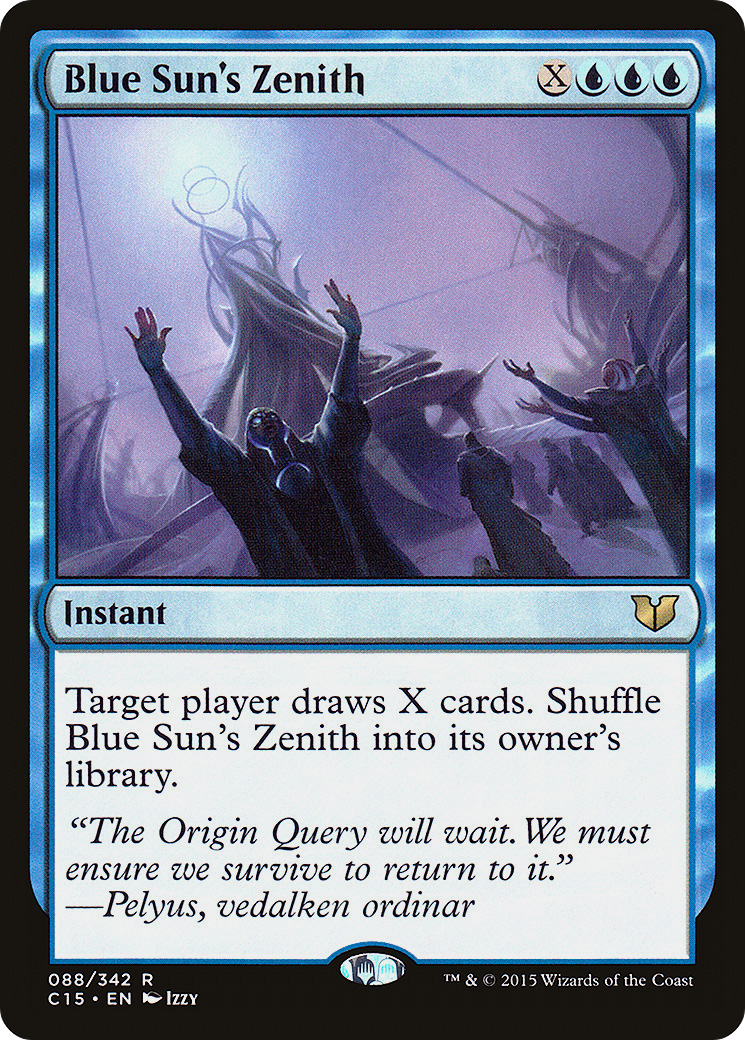 Blue Sun's Zenith X
Instant
Target player draws X cards. Shuffle
Blue Sun's Zenith into its owner's
library.
“The Origin Query will wait. We must
ensure we survive to return to it.”
—Pelyus, vedalken ordinar
088/342 R
C15 • EN Izzy
™ & © 2015 Wizards of the Coast